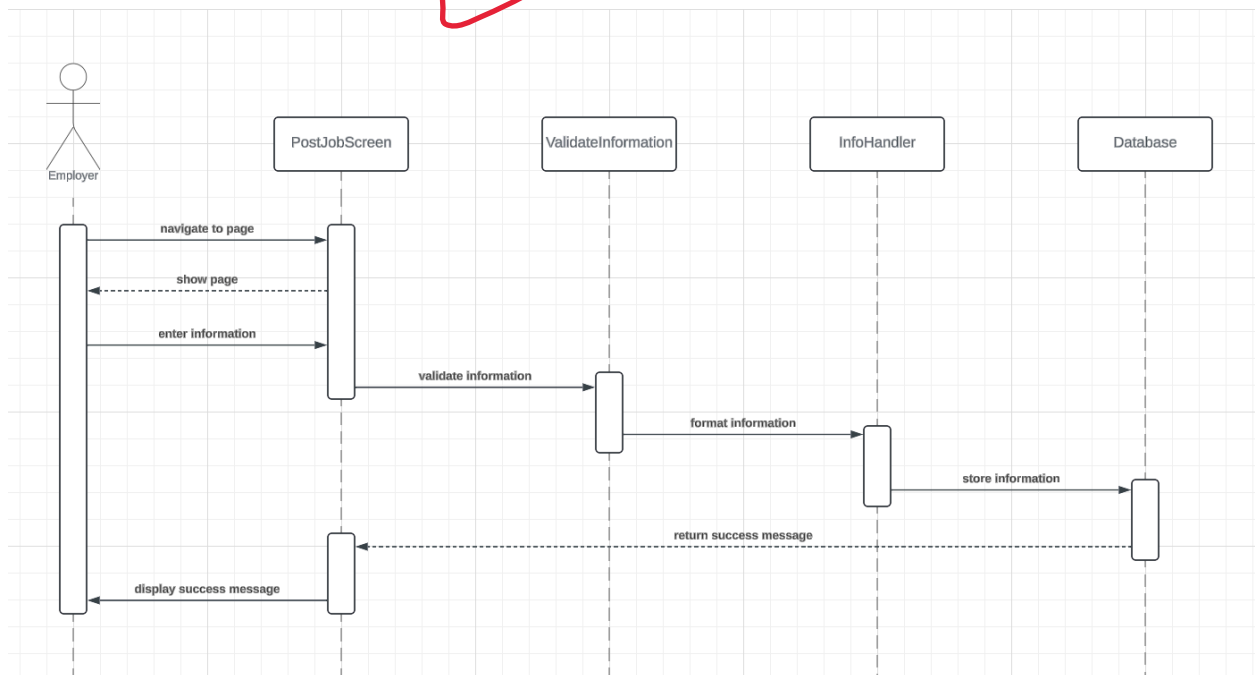 PostJobScreen
ValidateInformation
InfoHandler
Database
Employer
navigate to page
show page
enter information
validate information
format information
store information
return success message
display success message